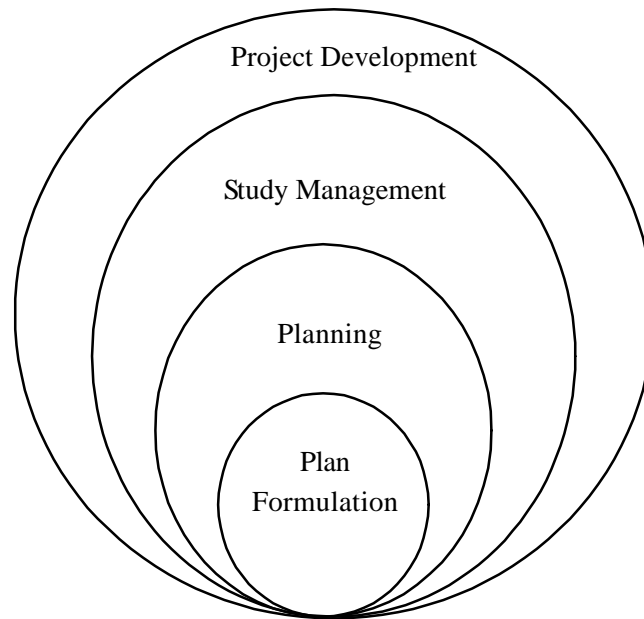 Project Development
Study Management
Planning
Plan
Formulation